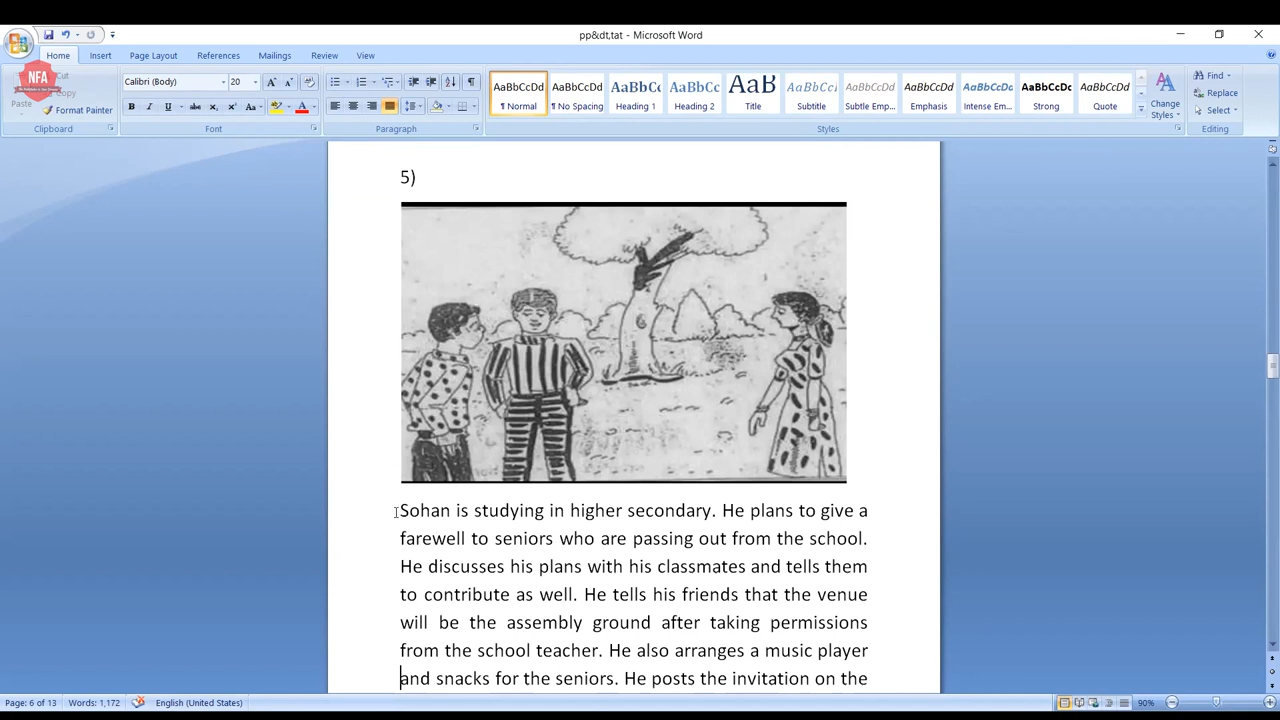 pp&dt,tat - Microsoft Word
Home Insert Page Layout References Mailings Review View
NFA
Cut
Copy
Paste
Format Painter
Calibri (Body) 20
AaBbCcDd AaBbCcDd AaBbCc AaBbCc AaB AaBbCcI AaBbCcDd AaBbCcDd AaBbCcDd AaBbCcDc AaBbCcDd
¶ Normal ¶ No Spacing Heading 1 Heading 2 Title Subtitle Subtle Emp... Emphasis Intense Em... Strong Quote
Change Styles
Find
Replace
Select
Clipboard Font Paragraph Styles Editing
5)
Sohan is studying in higher secondary. He plans to give a
farewell to seniors who are passing out from the school.
He discusses his plans with his classmates and tells them
to contribute as well. He tells his friends that the venue
will be the assembly ground after taking permissions
from the school teacher. He also arranges a music player
and snacks for the seniors. He posts the invitation on the
Page: 6 of 13 Words: 1,172 English (United States) 90%